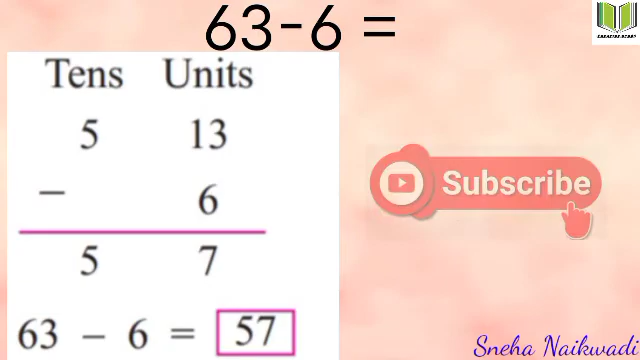 63-6 =
Tens Units
5 13
− 6
5 7
63 − 6 = 57
Subscribe
Sneha Naikwadi